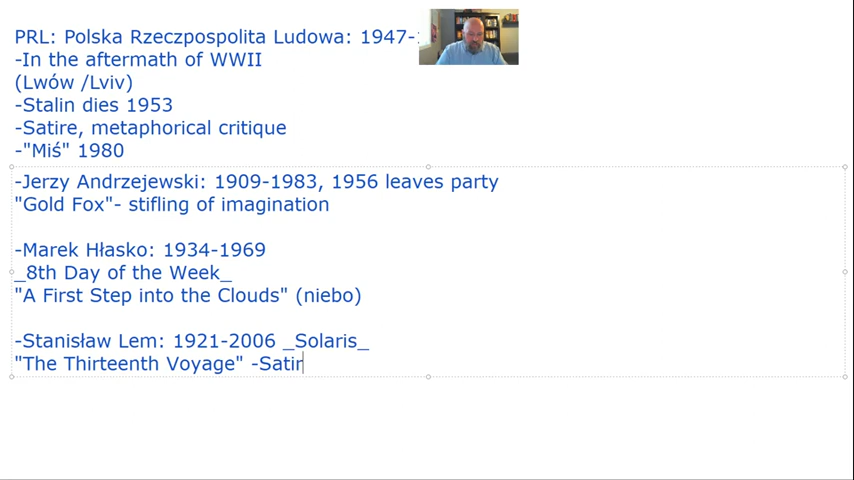 PRL: Polska Rzeczpospolita Ludowa: 1947-
-In the aftermath of WWII
(Lwów /Lviv)
-Stalin dies 1953
-Satire, metaphorical critique
-"Miś" 1980
-Jerzy Andrzejewski: 1909-1983, 1956 leaves party
"Gold Fox"- stifling of imagination
-Marek Hłasko: 1934-1969
_8th Day of the Week_
"A First Step into the Clouds" (niebo)
-Stanisław Lem: 1921-2006 _Solaris_
"The Thirteenth Voyage" -Satir